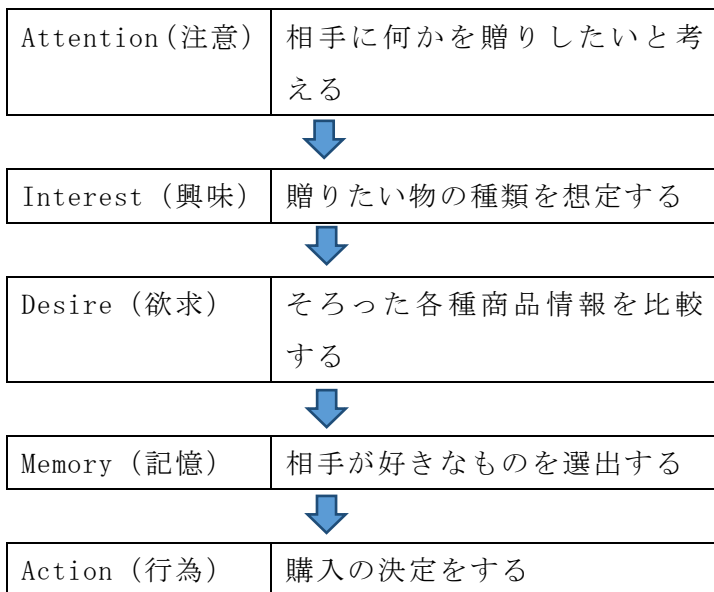 Attention(注意) 相手に何かを贈りしたいと考
える
Interest (興味) 贈りたい物の種類を想定する
Desire (欲求) そろった各種商品情報を比較
する
Memory (記憶) 相手が好きなものを選出する
Action (行為) 購入の決定をする